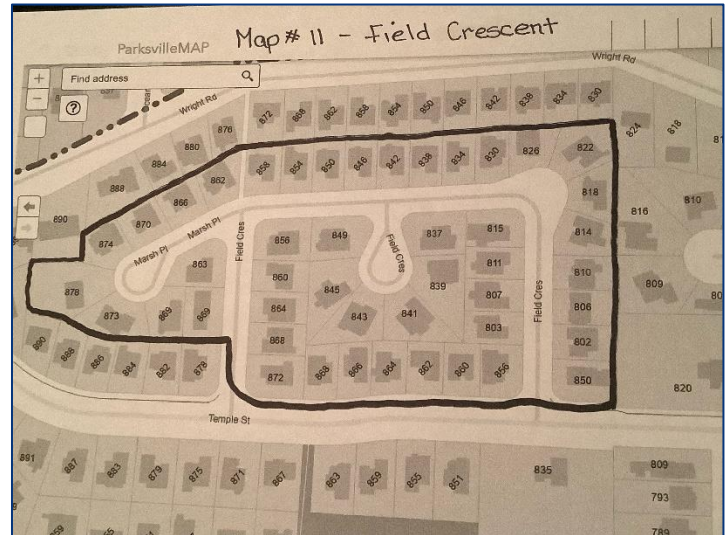 Map # 11 - Field Crescent
ParksvilleMAP
Find address
?
Wright Rd
Wright Rd
872 868 862 858 854 850 846 842 838 834 830
824 818
876
880
884
888
890
858 854 850 846 842 838 834 830 826 822
862
866
870
874
818
810
816
Marsh Pl
Marsh Pl
Field Cres
856 849
Field Cres
837 815
814
878
863
860
845
839
811
810
809
873 869 869
864
843 841
807
Field Cres
806
868
803
802
890 888 886 884 882 878
872 868 866 864 862 860 856
850
820
Temple St
891 887 883 879 875 871 867 863 859 855 851
835
809
793
789